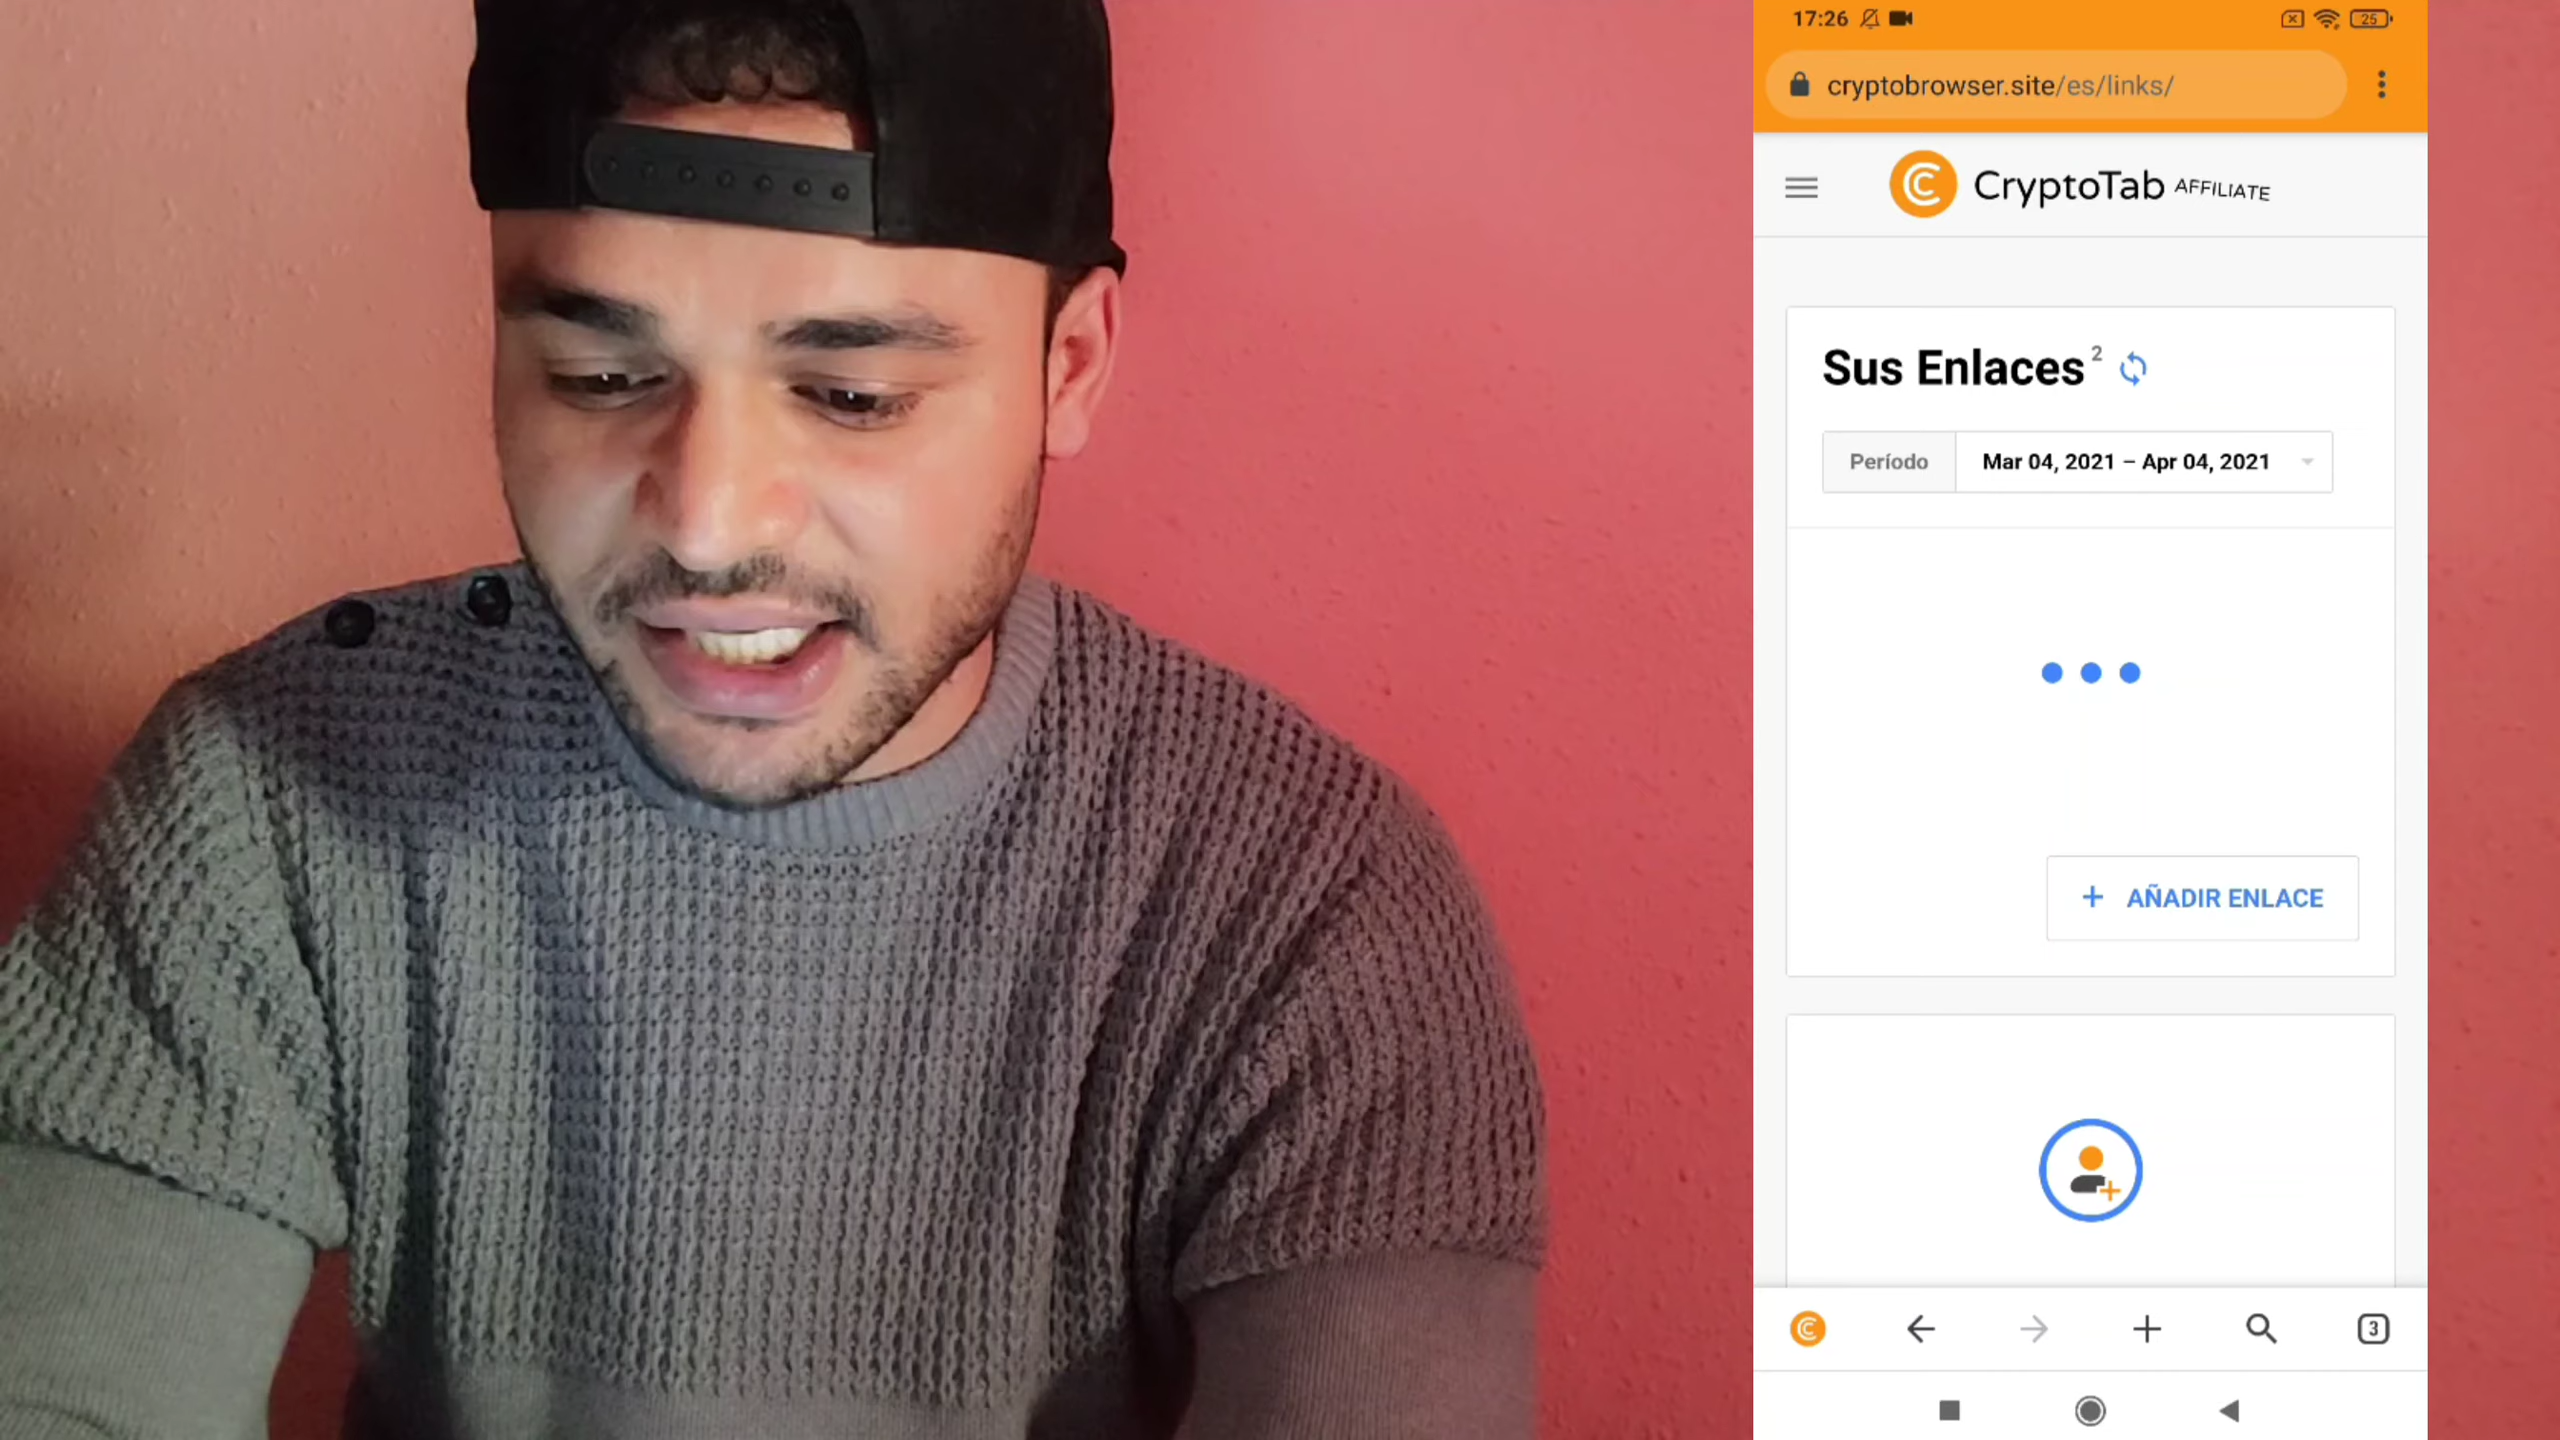 17:26
25
cryptobrowser.site/es/links/
CryptoTab AFFILIATE
Sus Enlaces 2
Período
Mar 04, 2021 – Apr 04, 2021
+ AÑADIR ENLACE
3